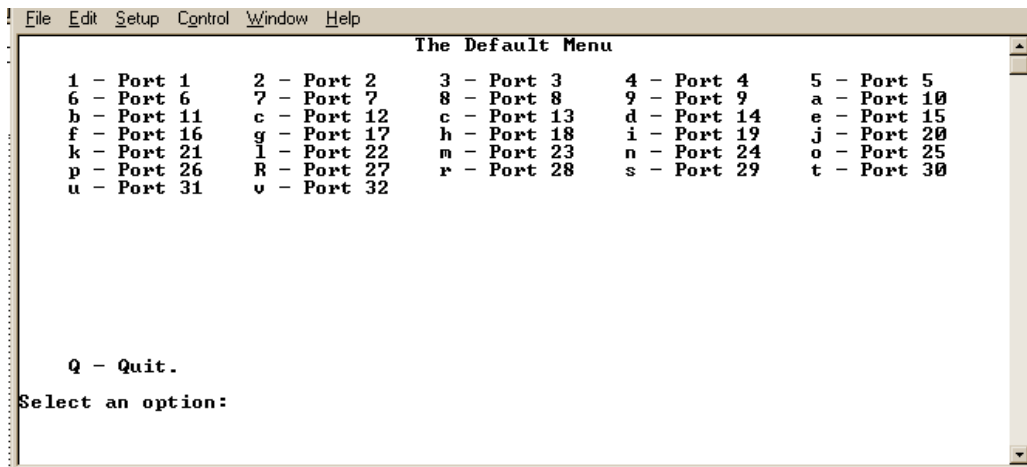 File Edit Setup Control Window Help
The Default Menu
1 - Port 1 2 - Port 2 3 - Port 3 4 - Port 4 5 - Port 5
6 - Port 6 7 - Port 7 8 - Port 8 9 - Port 9 a - Port 10
b - Port 11 c - Port 12 c - Port 13 d - Port 14 e - Port 15
f - Port 16 g - Port 17 h - Port 18 i - Port 19 j - Port 20
k - Port 21 l - Port 22 m - Port 23 n - Port 24 o - Port 25
p - Port 26 R - Port 27 r - Port 28 s - Port 29 t - Port 30
u - Port 31 v - Port 32
Q - Quit.
Select an option: